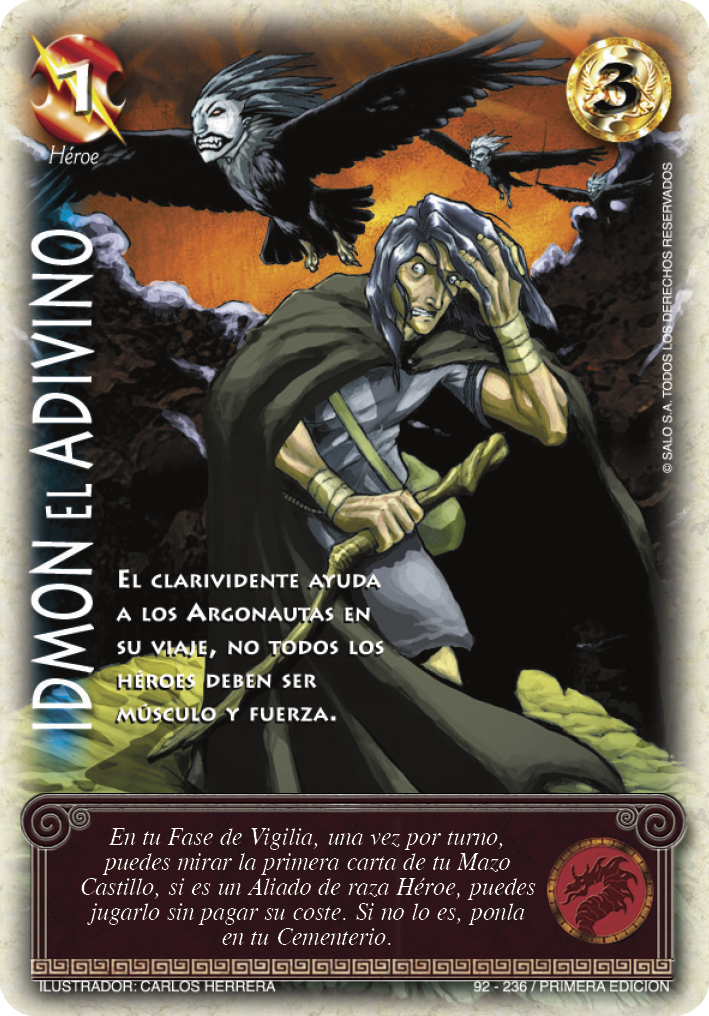 1
Héroe
3
IDMON EL ADIVINO
© SALO S.A. TODOS LOS DERECHOS RESERVADOS
EL CLARIVIDENTE AYUDA
A LOS ARGONAUTAS EN
SU VIAJE, NO TODOS LOS
HÉROES DEBEN SER
MÚSCULO Y FUERZA.
En tu Fase de Vigilia, una vez por turno,
puedes mirar la primera carta de tu Mazo
Castillo, si es un Aliado de raza Héroe, puedes
jugarlo sin pagar su coste. Si no lo es, ponla
en tu Cementerio.
ILUSTRADOR: CARLOS HERRERA
92 - 236 / PRIMERA EDICION